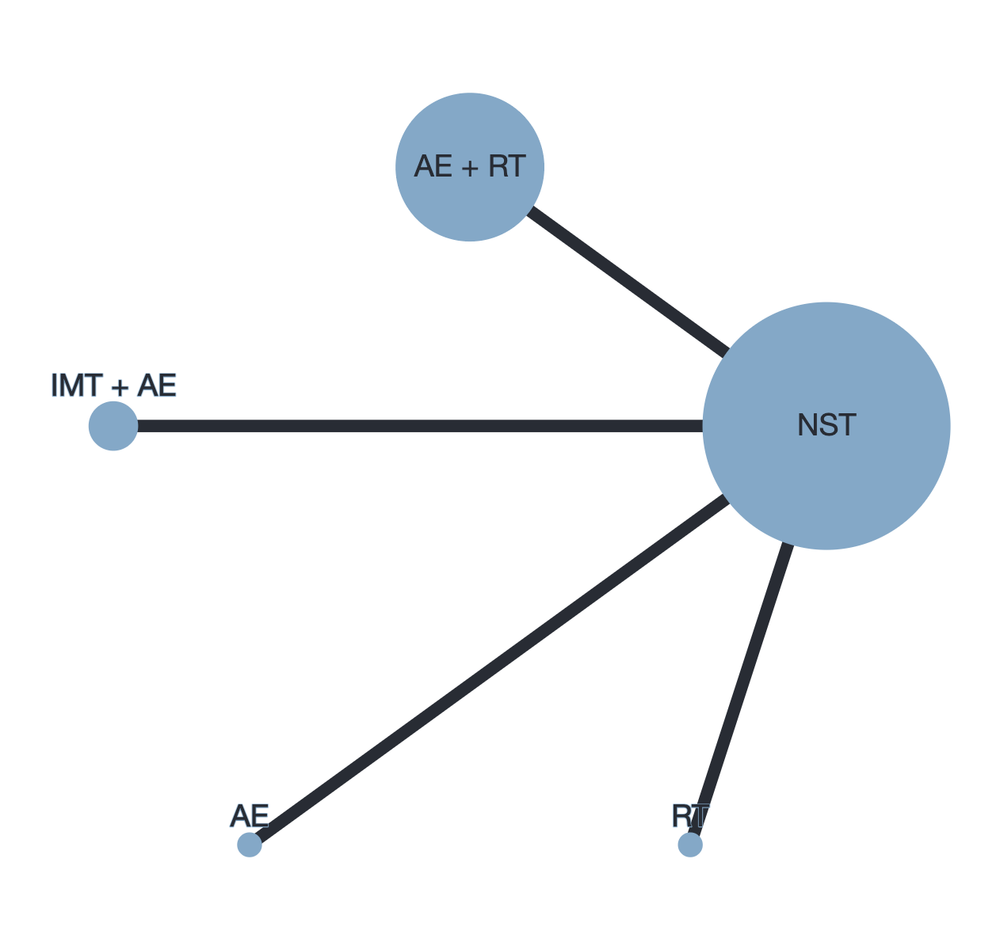 AE + RT
IMT + AE
NST
AE
RT